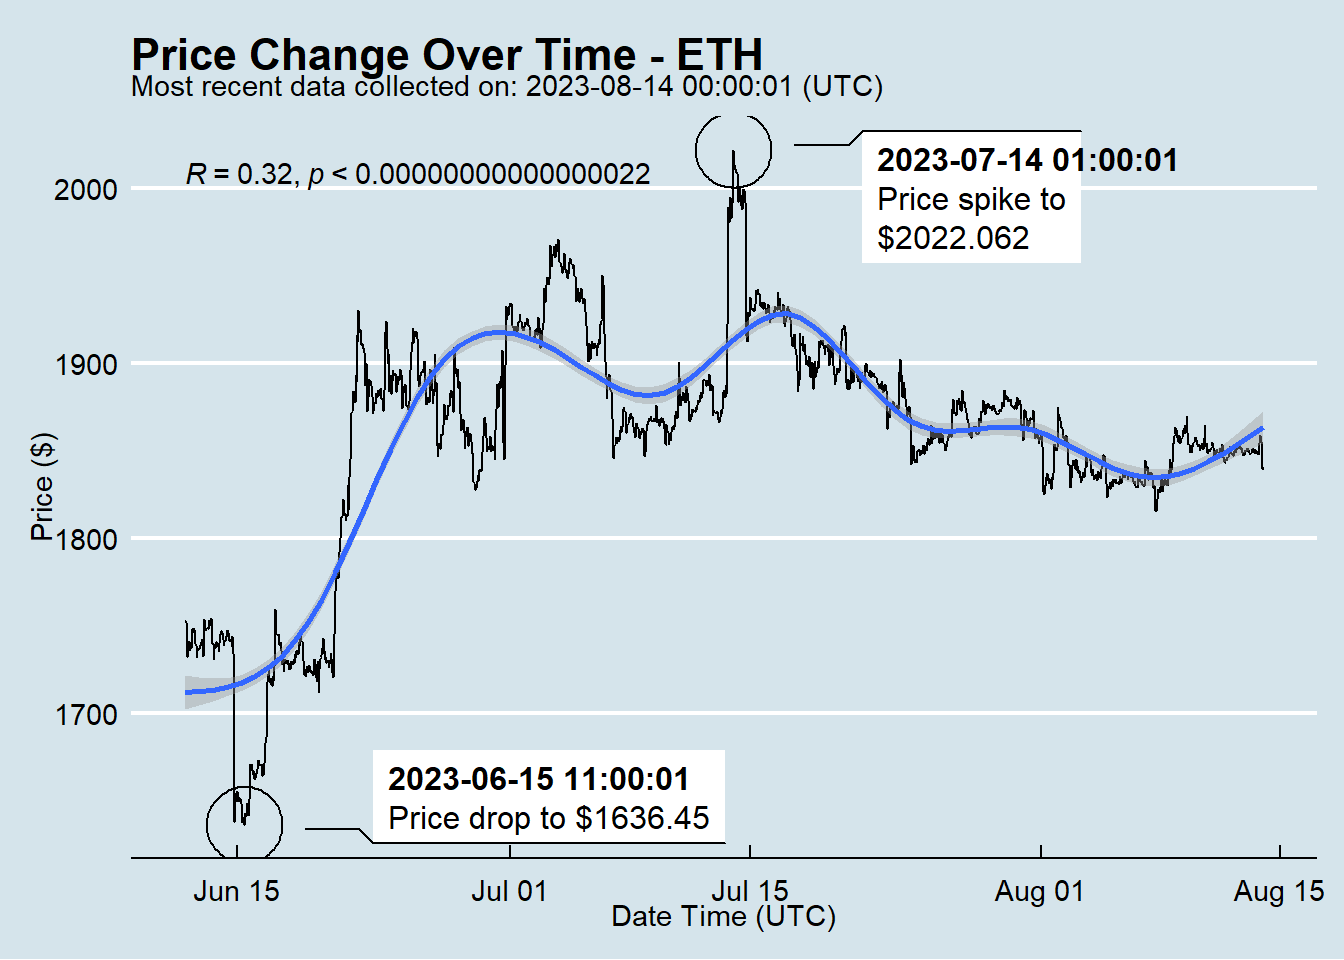 Price Change Over Time - ETH
Most recent data collected on: 2023-08-14 00:00:01 (UTC)
R = 0.32, p < 0.00000000000000022
2023-07-14 01:00:01
Price spike to
$2022.062
2000
1900
1800
1700
Price ($)
2023-06-15 11:00:01
Price drop to $1636.45
Jun 15
Jul 01
Jul 15
Aug 01
Aug 15
Date Time (UTC)